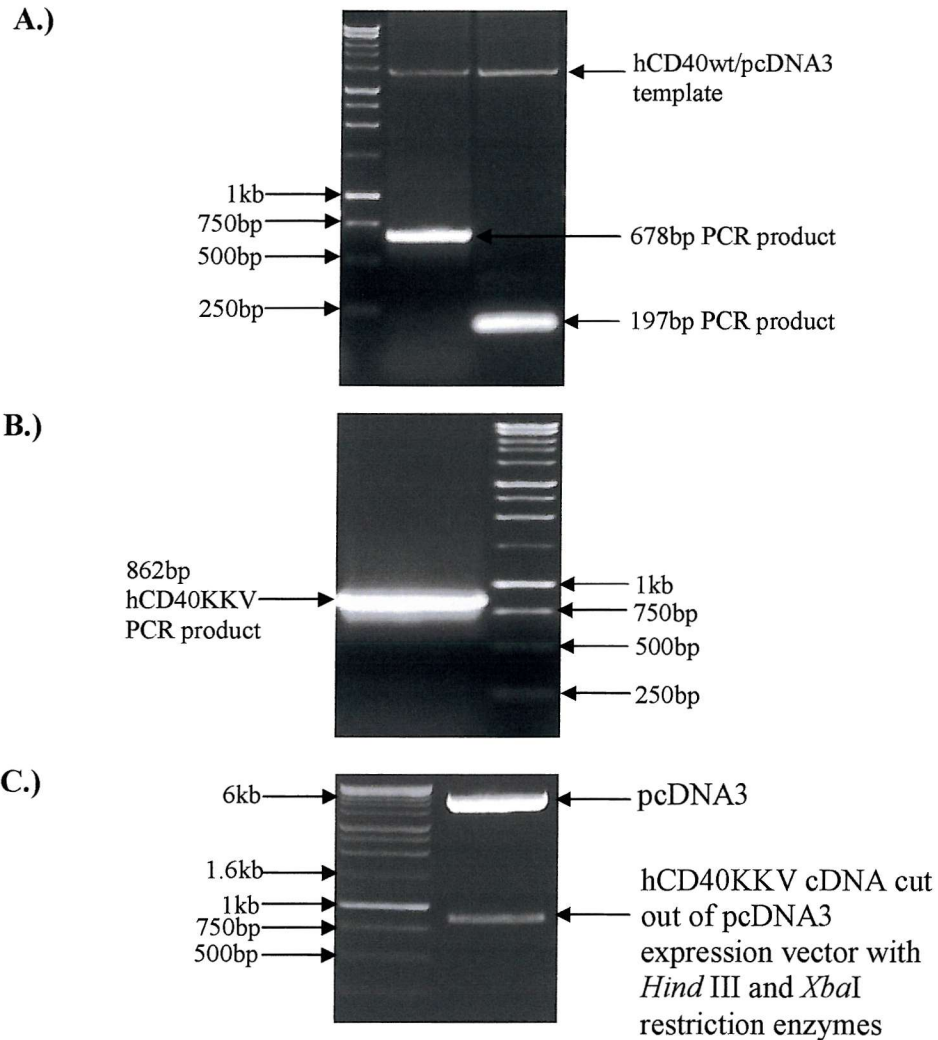 A.)
hCD40wt/pcDNA3
template
1kb
750bp
500bp
250bp
678bp PCR product
197bp PCR product
B.)
862bp
hCD40KKV
PCR product
1kb
750bp
500bp
250bp
C.)
6kb
1.6kb
1kb
750bp
500bp
pcDNA3
hCD40KKV cDNA cut
out of pcDNA3
expression vector with
Hind III and XbaI
restriction enzymes